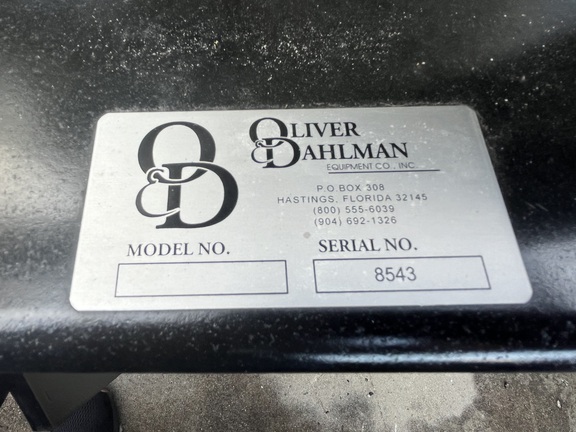 O&D
OLIVER
& DAHLMAN
EQUIPMENT CO., INC.
P.O.BOX 308
HASTINGS, FLORIDA 32145
(800) 555-6039
(904) 692-1326
MODEL NO.
SERIAL NO.
8543